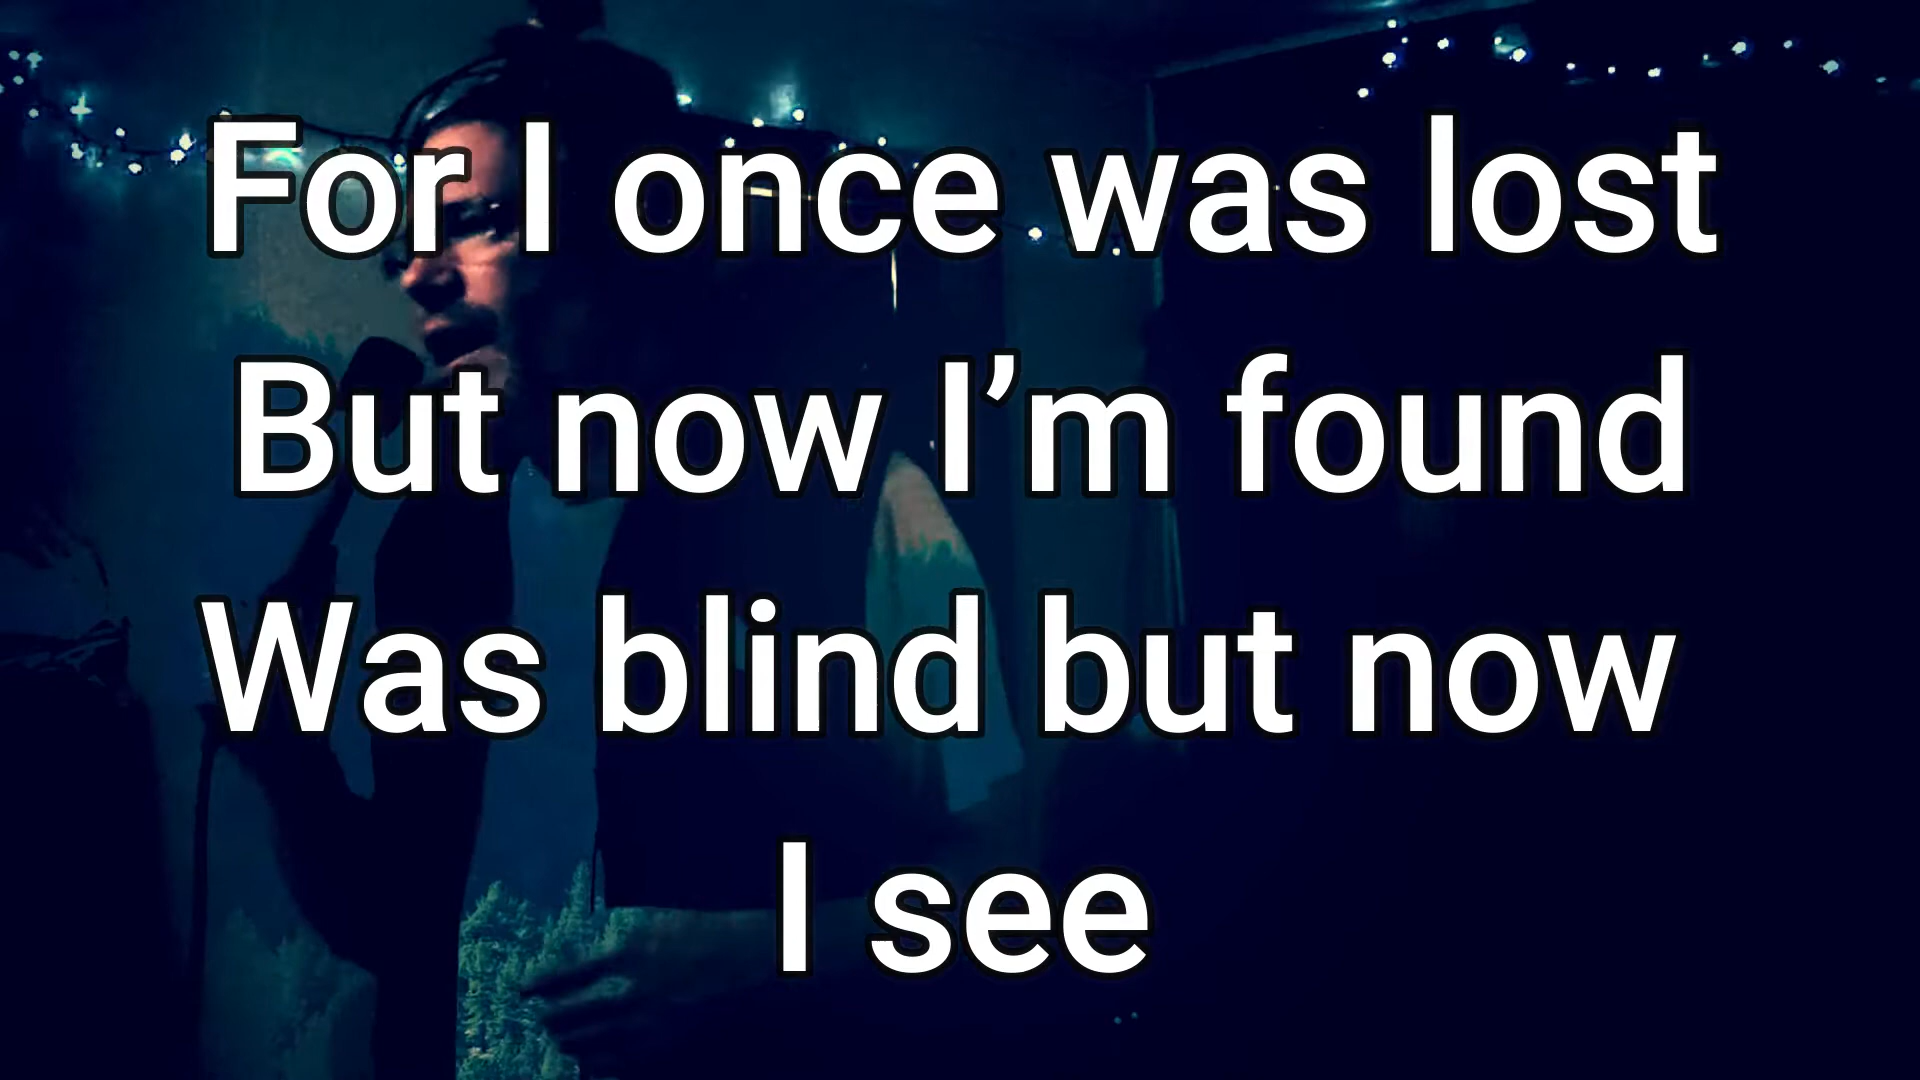 For I once was lost
But now I’m found
Was blind but now
I see